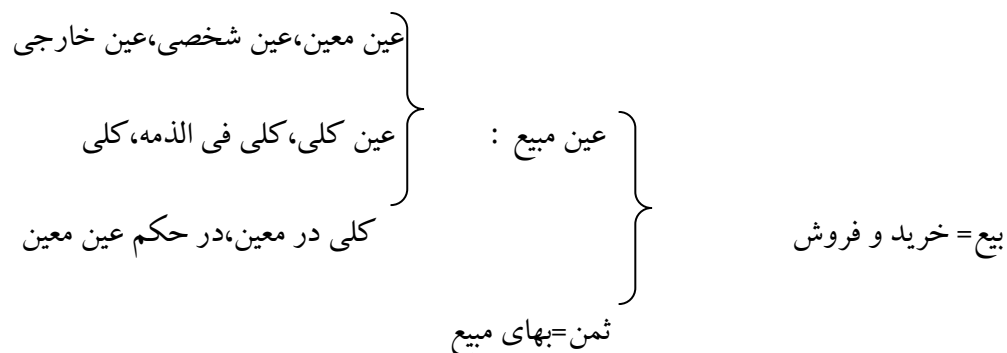 عین معین،عین شخصی،عین خارجی
عین مبیع : عین کلی،کلی فی الذمه،کلی
بیع= خرید و فروش کلی در معین،در حکم عین معین
ثمن=بهای مبیع